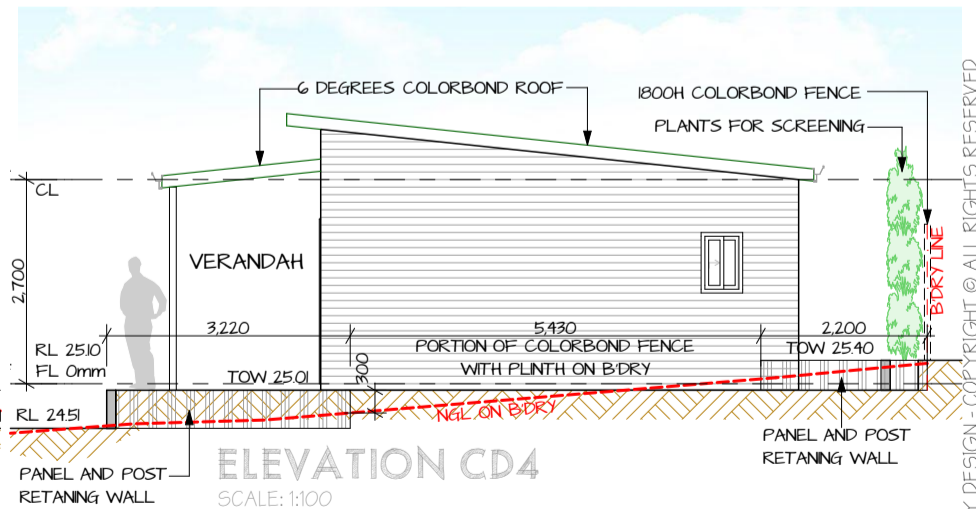 6 DEGREES COLORBOND ROOF
1800H COLORBOND FENCE
PLANTS FOR SCREENING
CL
2,700
VERANDAH
B'DRY LINE
3,220
5,430
2,200
RL 25.10
FL 0mm
PORTION OF COLORBOND FENCE
WITH PLINTH ON B'DRY
TOW 25.40
TOW 25.01
300
NGL ON B'DRY
RL 24.51
PANEL AND POST
RETANING WALL
PANEL AND POST
RETANING WALL
ELEVATION CD4
SCALE: 1:100
DESIGN - COPYRIGHT © ALL RIGHTS RESERVED